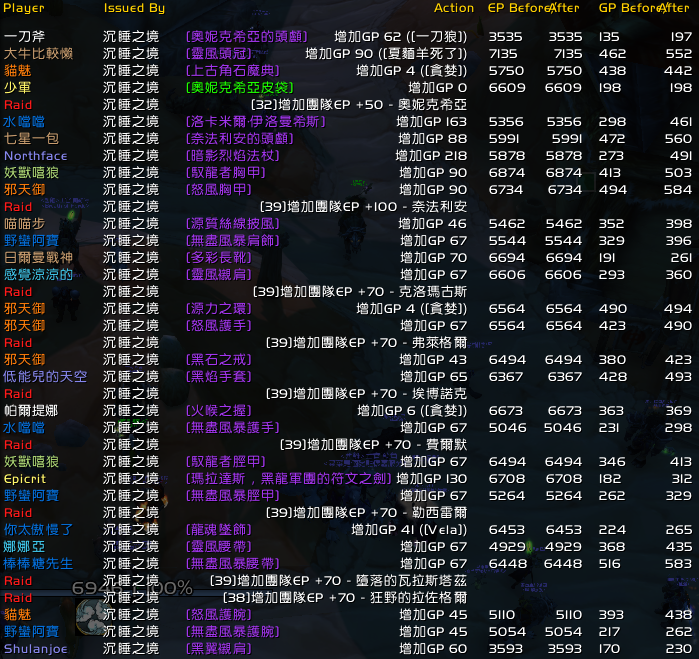 Player Issued By Action EP Before After GP Before After
一刀斧 沉睡之境 [奧妮克希亞的頭顱] 增加GP 62 ([一刀狼]) 3535 3535 135 197
大牛比較懶 沉睡之境 [靈風頭冠] 增加GP 90 ([夏麵羊死了]) 7135 7135 462 552
貓魅 沉睡之境 [上古角石魔典] 增加GP 4 ([貪婪]) 5750 5750 438 442
少軍 沉睡之境 [奧妮克希亞皮袋] 增加GP 0 6609 6609 198 198
Raid 沉睡之境 (32)增加團隊EP +50 - 奧妮克希亞
水噹噹 沉睡之境 [洛卡米爾·伊洛曼希斯] 增加GP 163 5356 5356 298 461
七星一包 沉睡之境 [奈法利安的頭顱] 增加GP 88 5991 5991 472 560
Northface 沉睡之境 [暗影烈焰法杖] 增加GP 218 5878 5878 273 491
妖獸嘻狼 沉睡之境 [馭龍者胸甲] 增加GP 90 6874 6874 413 503
邪天御 沉睡之境 [怒風胸甲] 增加GP 90 6734 6734 494 584
Raid 沉睡之境 (39)增加團隊EP +100 - 奈法利安
喵喵步 沉睡之境 [源質絲線披風] 增加GP 46 5462 5462 352 398
野蠻阿寶 沉睡之境 [無盡風暴肩飾] 增加GP 67 5544 5544 329 396
日爾曼戰神 沉睡之境 [多彩長靴] 增加GP 70 6694 6694 191 261
感覺涼涼的 沉睡之境 [靈風襯肩] 增加GP 67 6606 6606 293 360
Raid 沉睡之境 (39)增加團隊EP +70 - 克洛瑪古斯
邪天御 沉睡之境 [源力之環] 增加GP 4 ([貪婪]) 6564 6564 490 494
邪天御 沉睡之境 [怒風護手] 增加GP 67 6564 6564 423 490
Raid 沉睡之境 (39)增加團隊EP +70 - 弗萊格爾
邪天御 沉睡之境 [黑石之戒] 增加GP 43 6494 6494 380 423
低能兒的天空 沉睡之境 [黑焰手套] 增加GP 65 6367 6367 428 493
Raid 沉睡之境 (39)增加團隊EP +70 - 埃博諾克
帕爾提娜 沉睡之境 [火喉之握] 增加GP 6 ([貪婪]) 6673 6673 363 369
水噹噹 沉睡之境 [無盡風暴護手] 增加GP 67 5046 5046 231 298
Raid 沉睡之境 (39)增加團隊EP +70 - 費爾默
妖獸嘻狼 沉睡之境 [馭龍者脛甲] 增加GP 67 6494 6494 346 413
Epicrit 沉睡之境 [瑪拉達斯，黑龍軍團的符文之劍] 增加GP 130 6708 6708 182 312
野蠻阿寶 沉睡之境 [無盡風暴脛甲] 增加GP 67 5264 5264 262 329
Raid 沉睡之境 (39)增加團隊EP +70 - 勒西雷爾
你太傲慢了 沉睡之境 [龍魂墜飾] 增加GP 41 ([Vela]) 6453 6453 224 265
娜娜亞 沉睡之境 [靈風腰帶] 增加GP 67 4929 4929 368 435
棒棒糖先生 沉睡之境 [無盡風暴腰帶] 增加GP 67 6448 6448 516 583
Raid 沉睡之境 (39)增加團隊EP +70 - 墮落的瓦拉斯塔茲
Raid 沉睡之境 (38)增加團隊EP +70 - 狂野的拉佐格爾
貓魅 沉睡之境 [怒風護腕] 增加GP 45 5110 5110 393 438
野蠻阿寶 沉睡之境 [無盡風暴護腕] 增加GP 45 5054 5054 217 262
Shulanjoe 沉睡之境 [黑翼襯肩] 增加GP 60 3593 3593 170 230